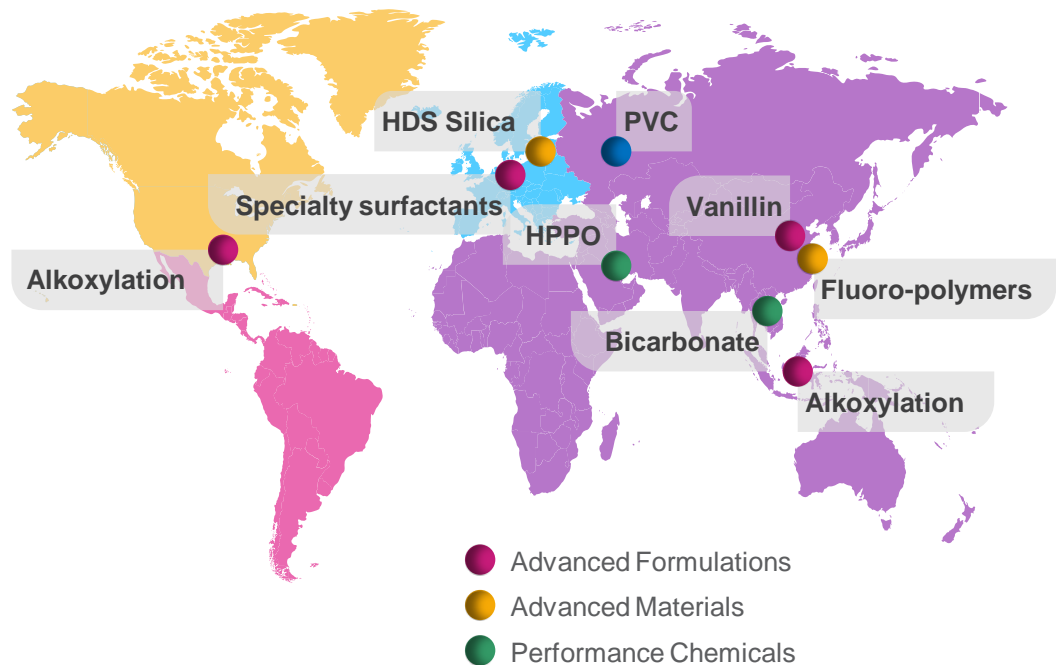 HDS Silica
PVC
Specialty surfactants
Vanillin
HPPO
Alkoxylation
Fluoro-polymers
Bicarbonate
Alkoxylation
Advanced Formulations
Advanced Materials
Performance Chemicals